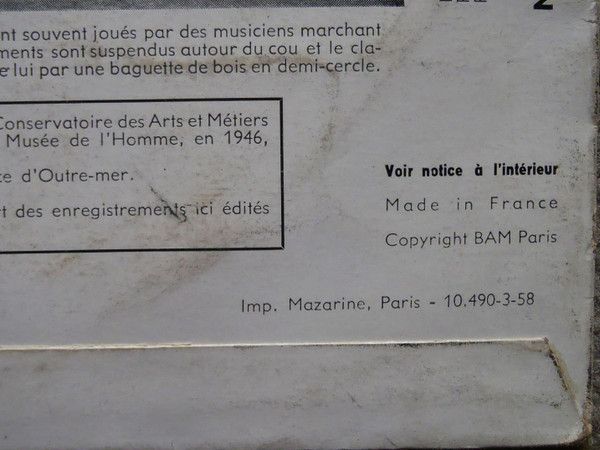 nt souvent joués par des musiciens marchant
ments sont suspendus autour du cou et le cla-
lui par une baguette de bois en demi-cercle.
Conservatoire des Arts et Métiers
Musée de l'Homme, en 1946,
ce d'Outre-mer.
rt des enregistrements ici édités
2
Voir notice à l'intérieur
Made in France
Copyright BAM Paris
Imp. Mazarine, Paris - 10.490-3-58